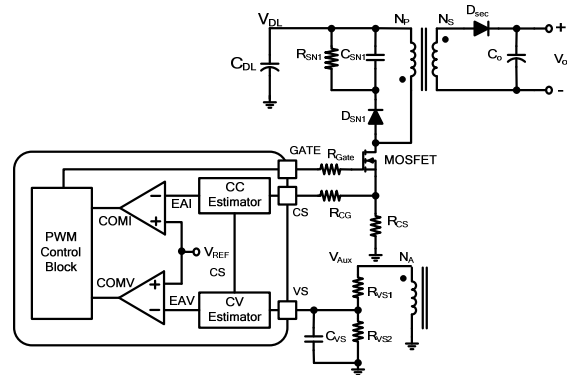 V_DL
N_P
N_S
D_sec
R_SN1
C_SN1
C_DL
C_o
+
V_o
-
D_SN1
GATE
R_Gate
MOSFET
CC
Estimator
CS
R_CG
R_CS
EAI
COMI
PWM
Control
Block
V_REF
CS
V_Aux
N_A
COMV
EAV
CV
Estimator
VS
R_VS1
C_VS
R_VS2